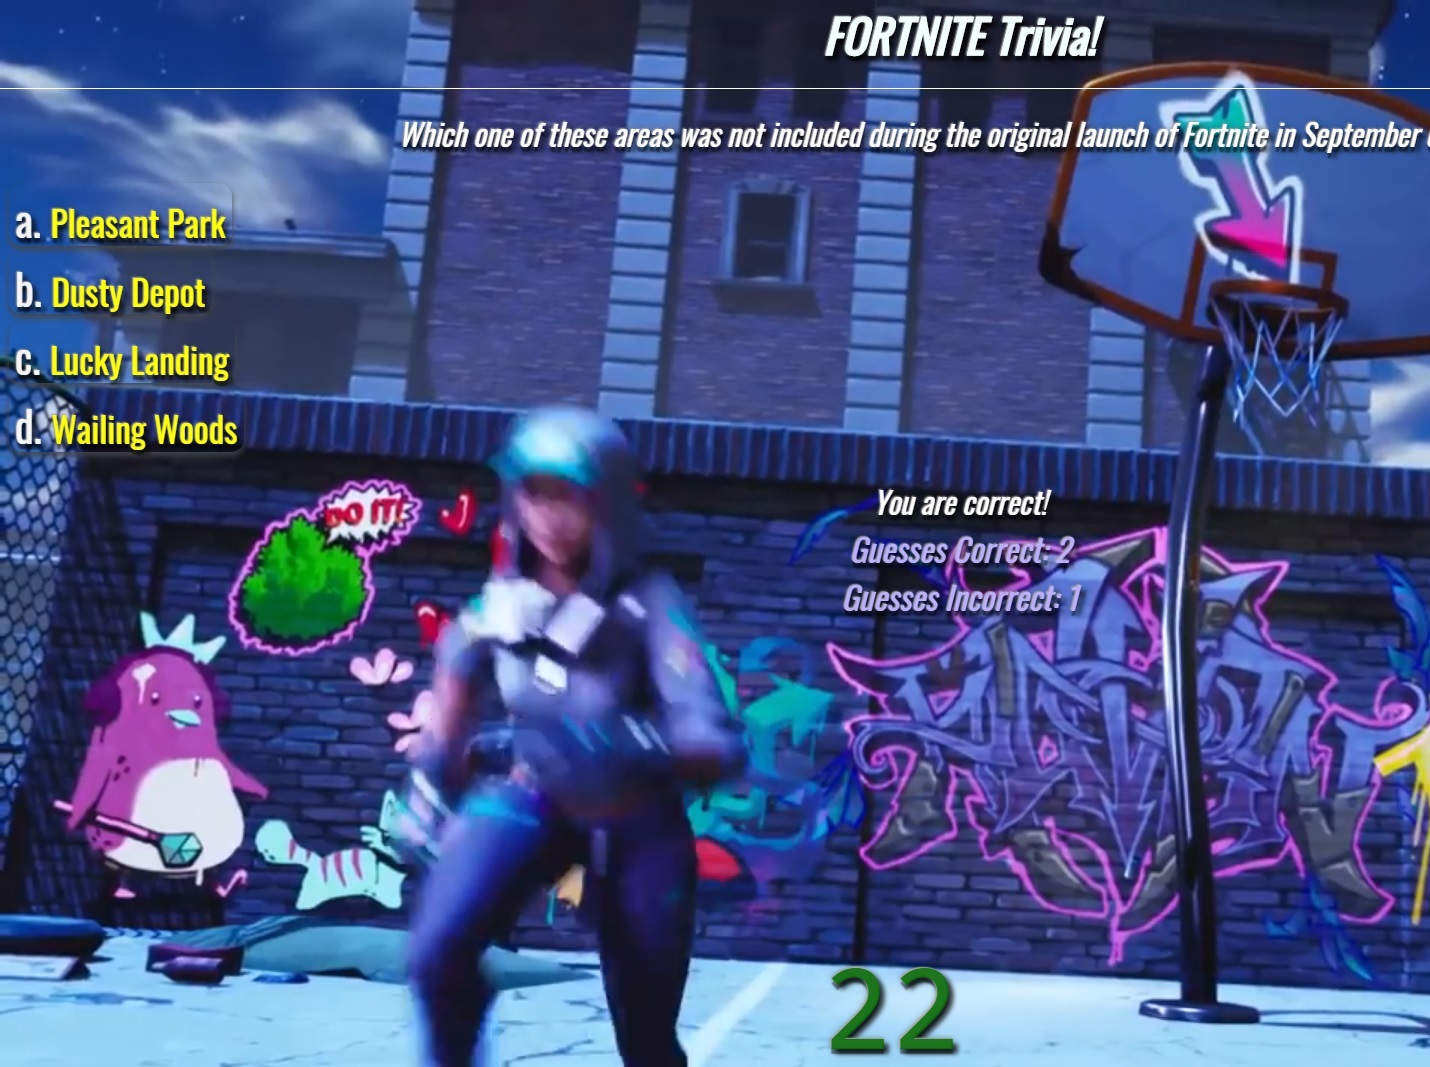 FORTNITE Trivia!
Which one of these areas was not included during the original launch of Fortnite in September
a. Pleasant Park
b. Dusty Depot
c. Lucky Landing
d. Wailing Woods
DO IT!
You are correct!
Guesses Correct: 2
Guesses Incorrect: 1
22